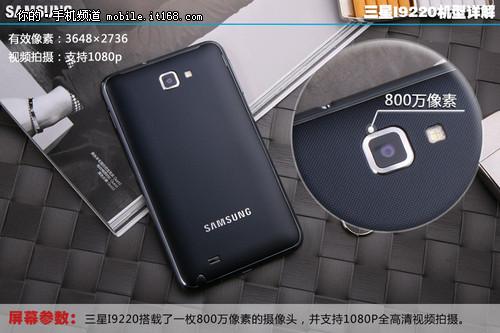 SAMSUNG
三星I9220机型详解
你的·手机频道 mobile.it168.com
有效像素：3648×2736
视频拍摄：支持1080p
800万像素
SAMSUNG
屏幕参数： 三星I9220搭载了一枚800万像素的摄像头，并支持1080P全高清视频拍摄。